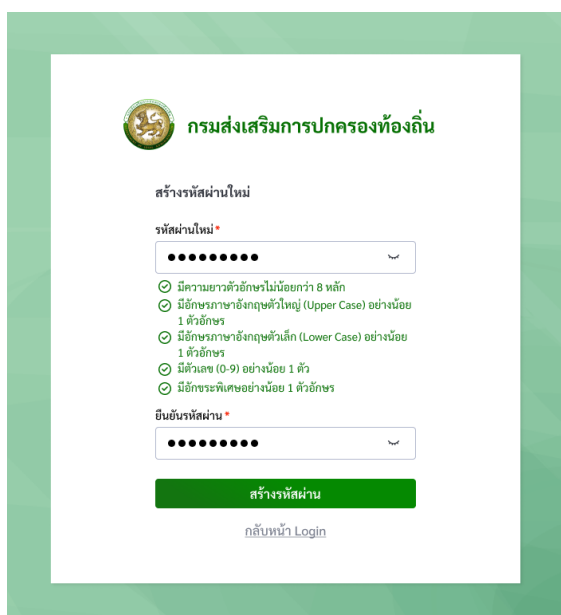 กรมส่งเสริมการปกครองท้องถิ่น
สร้างรหัสผ่านใหม่
รหัสผ่านใหม่ *
●●●●●●●●●
มีความยาวตัวอักษรไม่น้อยกว่า 8 หลัก
มีอักษรภาษาอังกฤษตัวใหญ่ (Upper Case) อย่างน้อย
1 ตัวอักษร
มีอักษรภาษาอังกฤษตัวเล็ก (Lower Case) อย่างน้อย
1 ตัวอักษร
มีตัวเลข (0-9) อย่างน้อย 1 ตัว
มีอักขระพิเศษอย่างน้อย 1 ตัวอักษร
ยืนยันรหัสผ่าน *
●●●●●●●●●
สร้างรหัสผ่าน
กลับหน้า Login